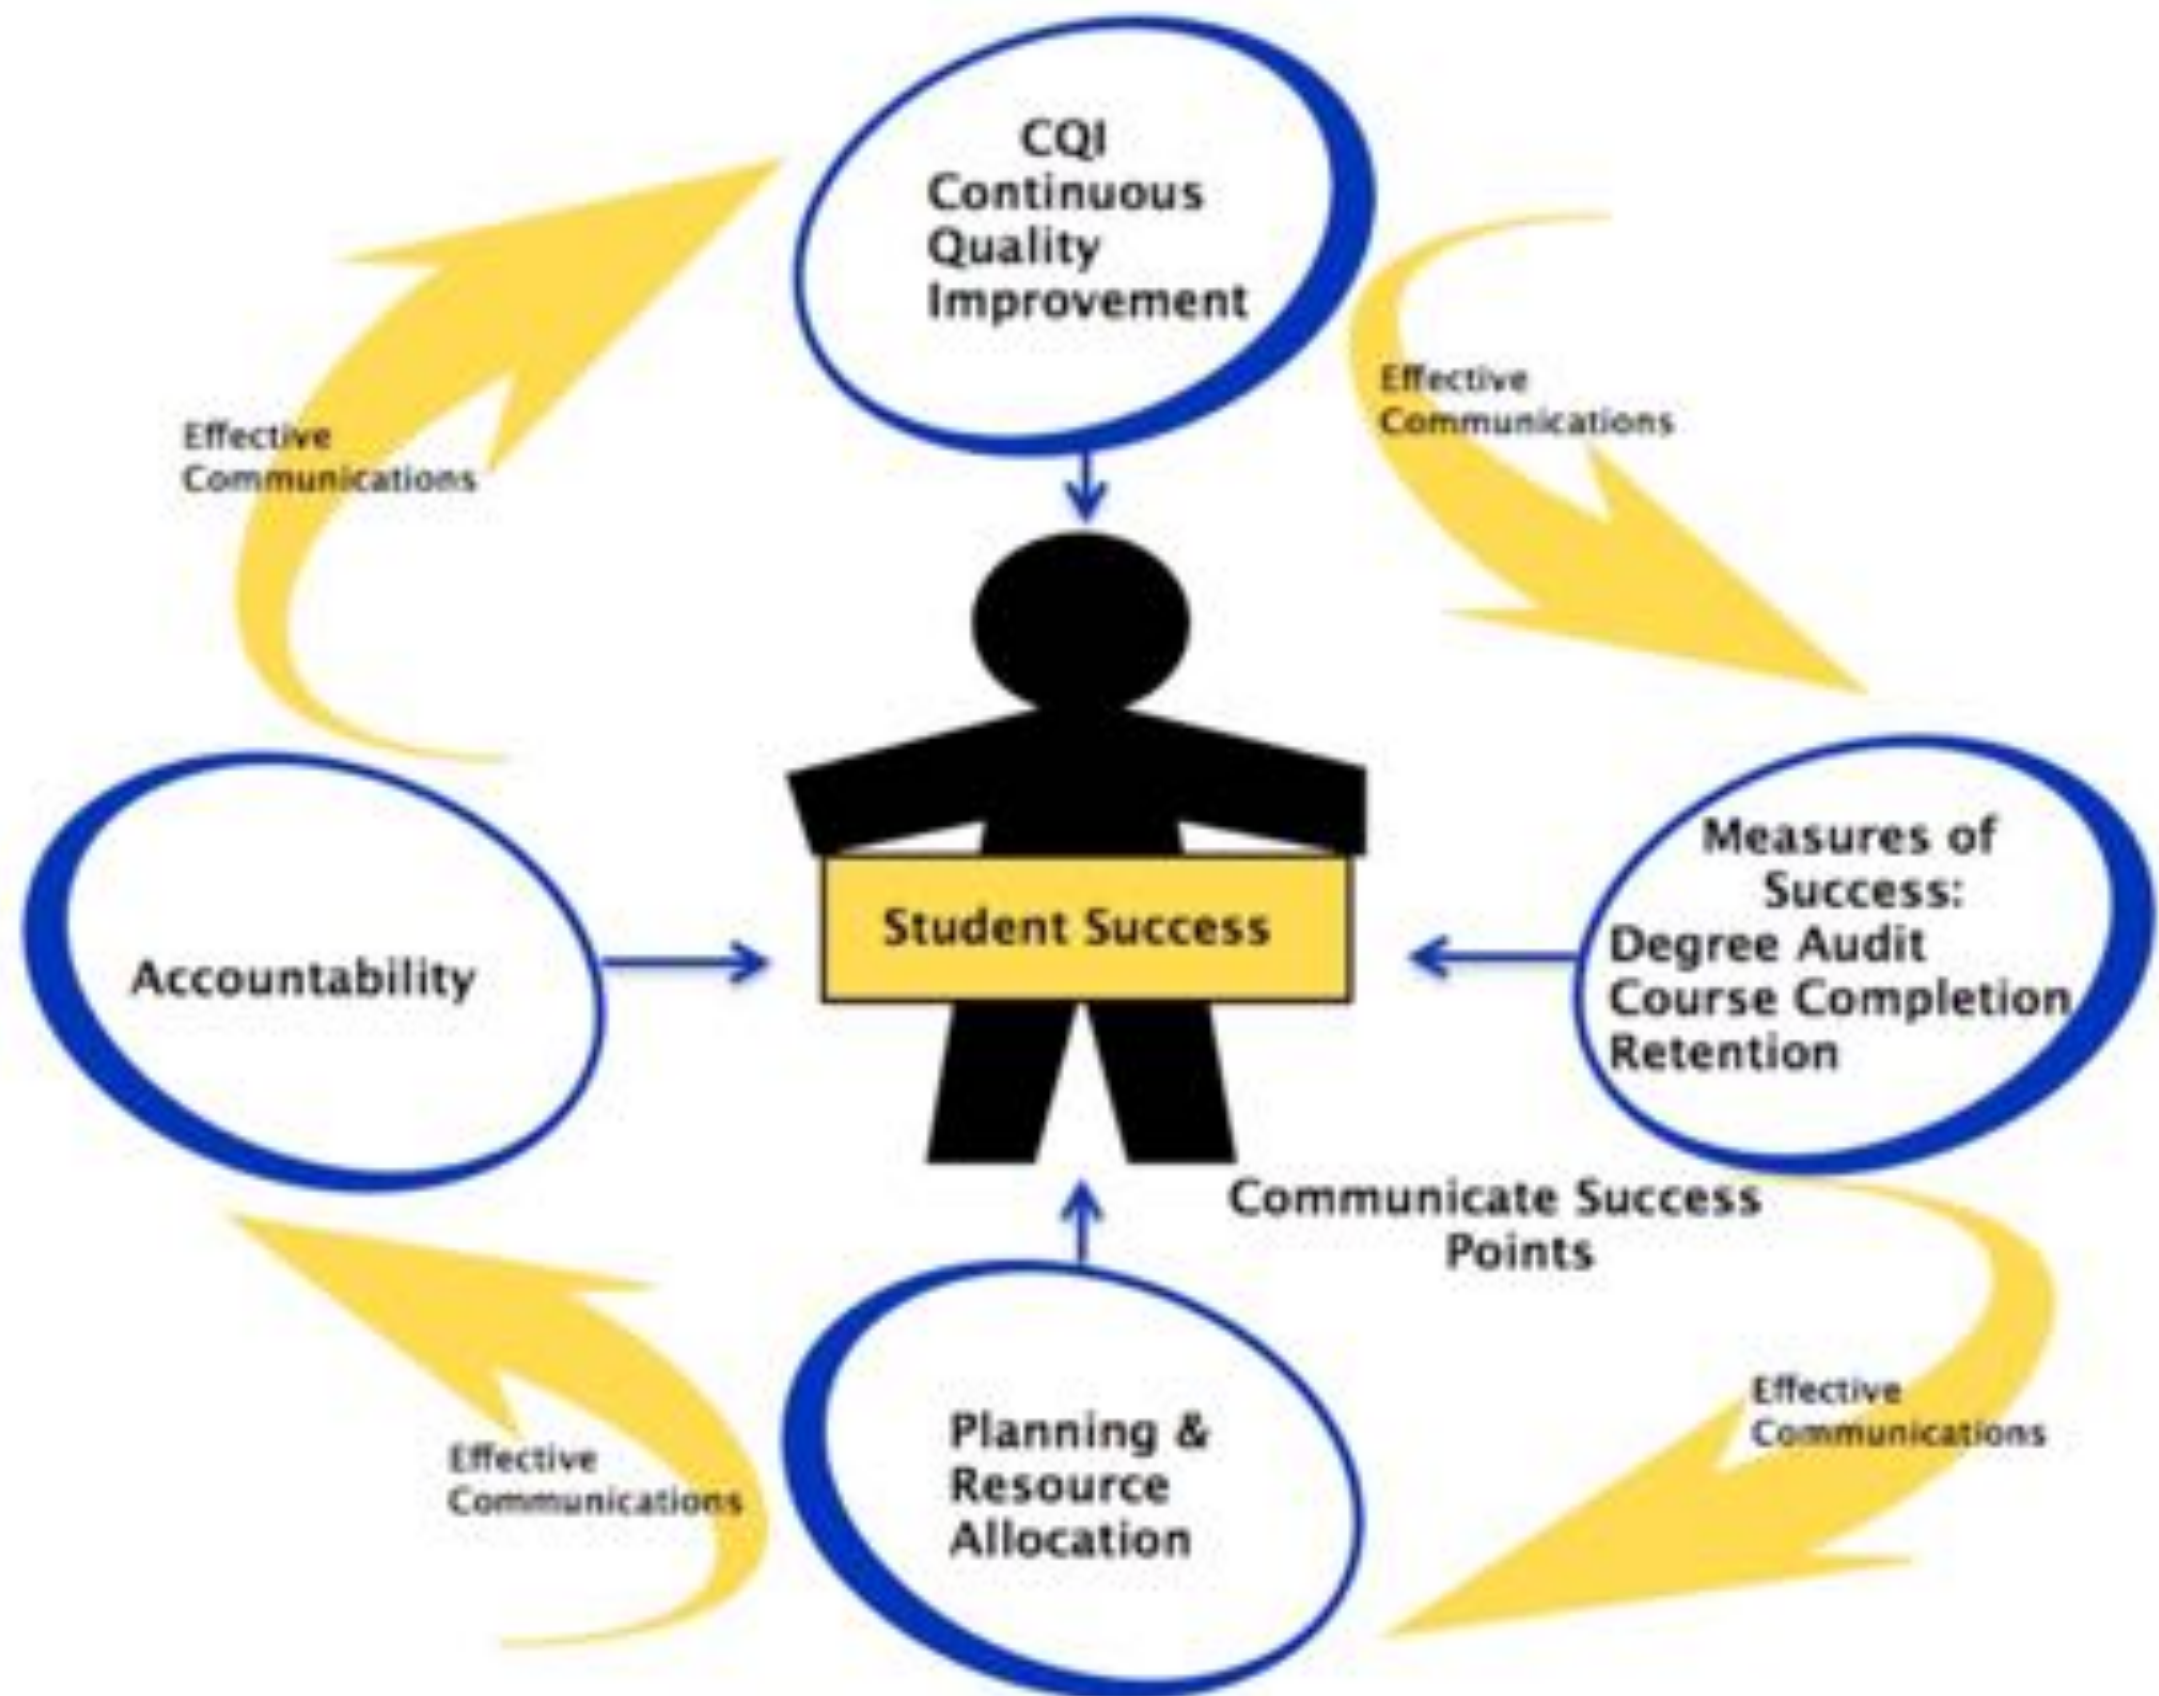 CQI
Continuous
Quality
Improvement
Effective
Communications
Effective
Communications
Student Success
Accountability
Measures of
Success:
Degree Audit
Course Completion
Retention
Communicate Success
Points
Effective
Communications
Planning &
Resource
Allocation
Effective
Communications